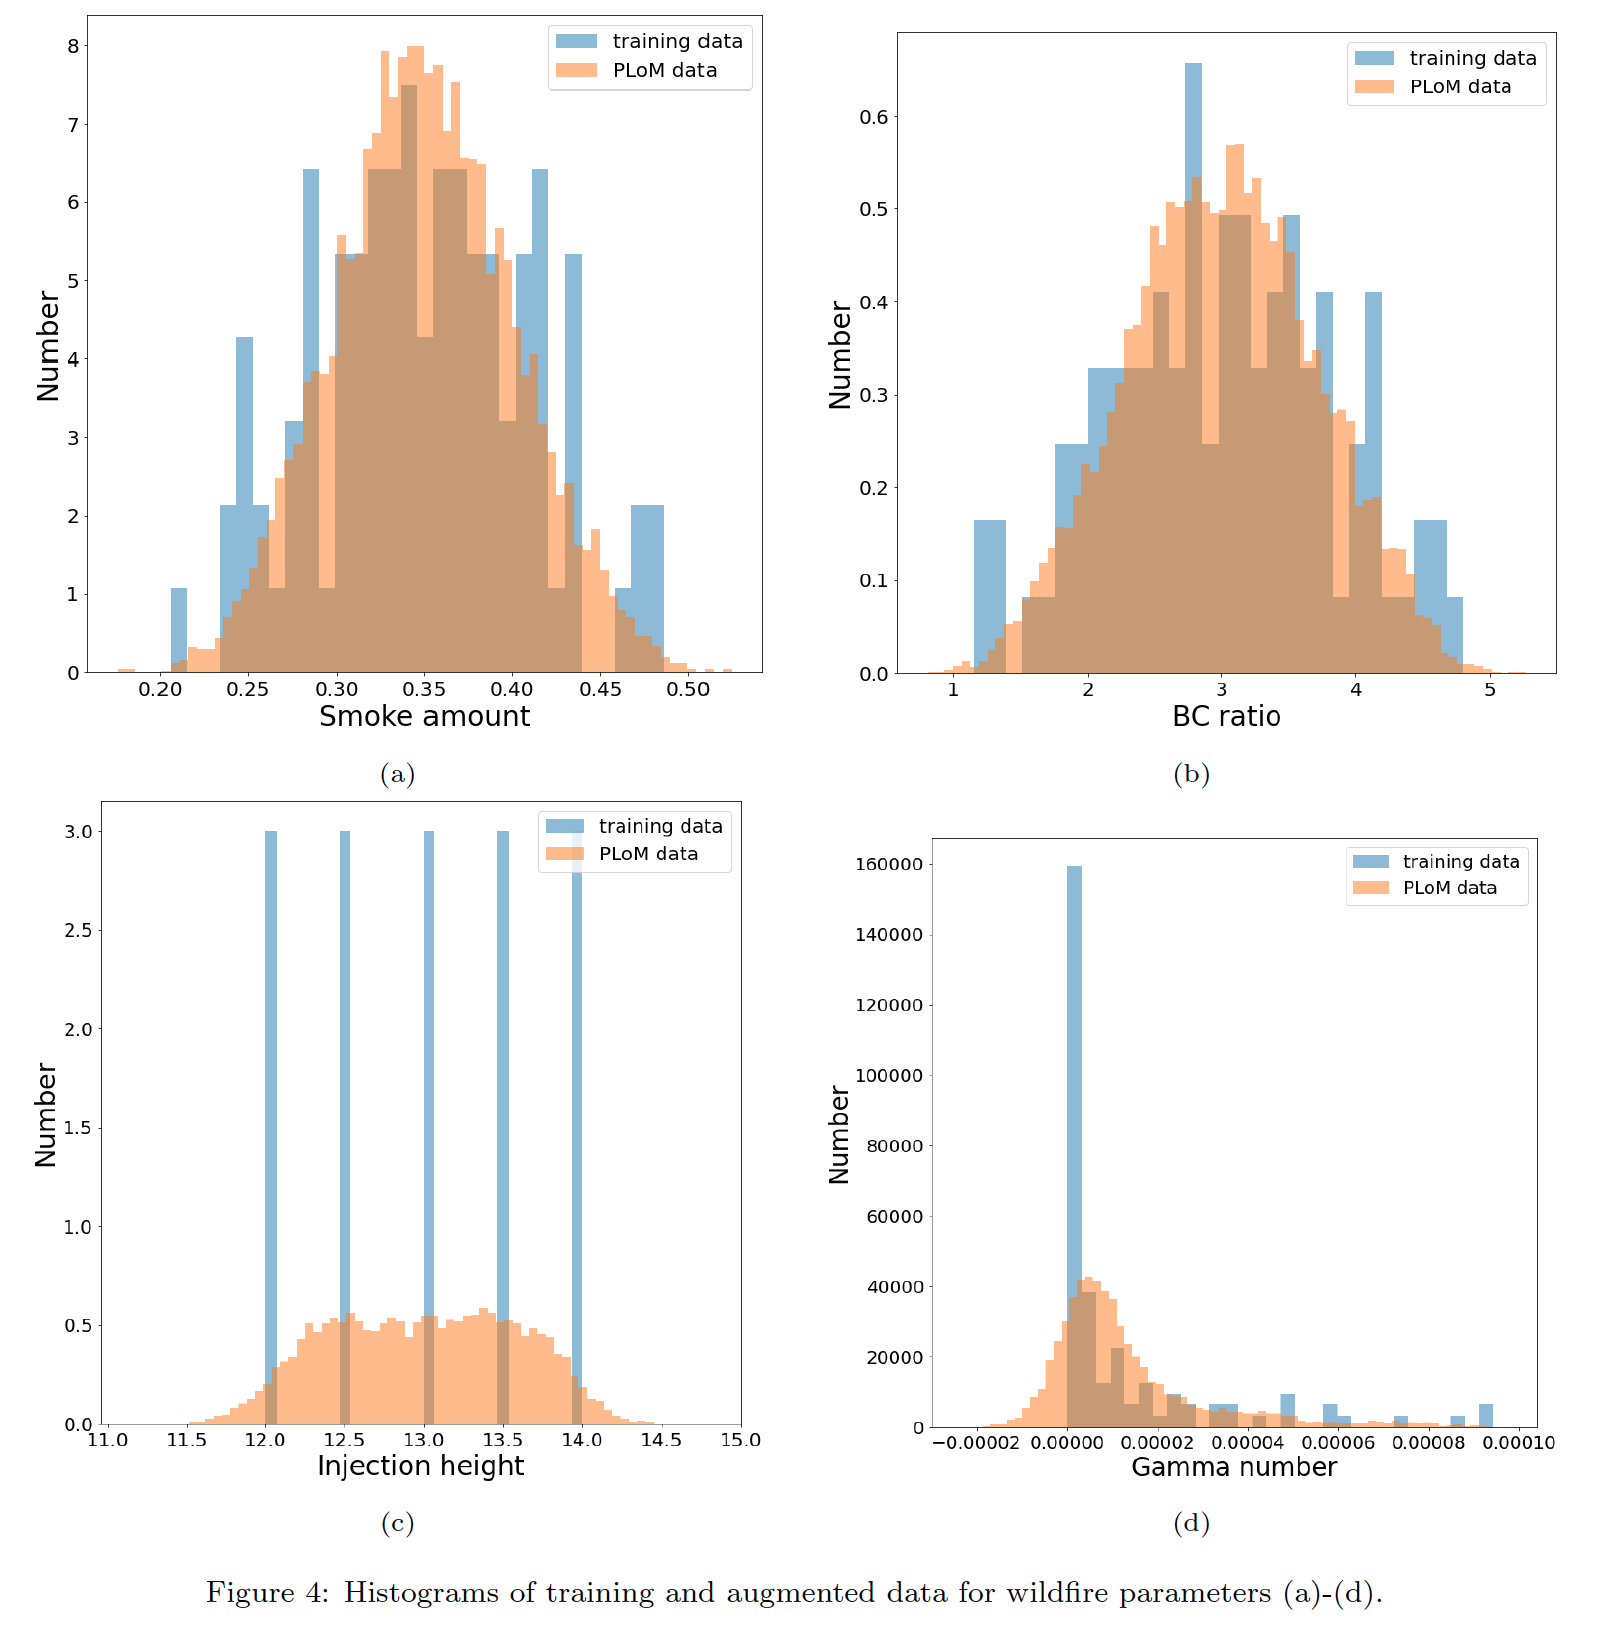 training data
PLoM data
Number
8
7
6
5
4
3
2
1
0
0.20 0.25 0.30 0.35 0.40 0.45 0.50
Smoke amount
(a)
training data
PLoM data
Number
0.6
0.5
0.4
0.3
0.2
0.1
0.0
1 2 3 4 5
BC ratio
(b)
training data
PLoM data
Number
3.0
2.5
2.0
1.5
1.0
0.5
0.0
11.0 11.5 12.0 12.5 13.0 13.5 14.0 14.5 15.0
Injection height
(c)
training data
PLoM data
Number
160000
140000
120000
100000
80000
60000
40000
20000
0
−0.00002 0.00000 0.00002 0.00004 0.00006 0.00008 0.00010
Gamma number
(d)
Figure 4: Histograms of training and augmented data for wildfire parameters (a)-(d).